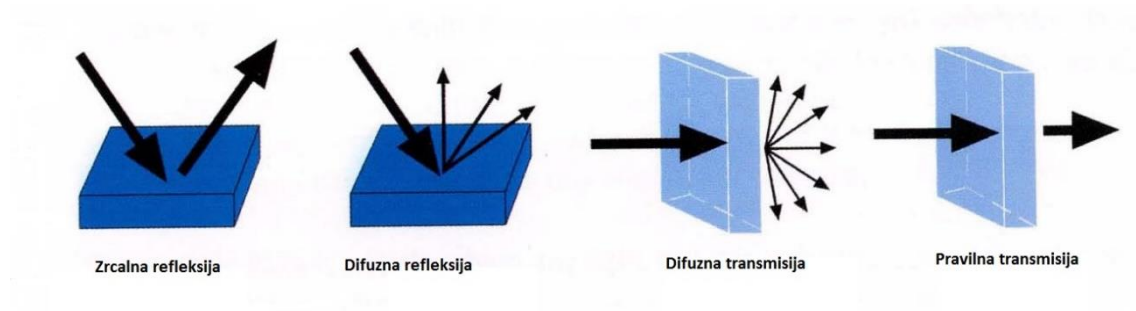 Zrcalna refleksija
Difuzna refleksija
Difuzna transmisija
Pravilna transmisija